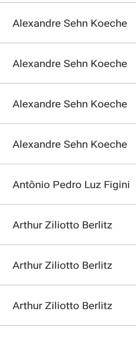 Alexandre Sehn Koeche
Alexandre Sehn Koeche
Alexandre Sehn Koeche
Alexandre Sehn Koeche
Antônio Pedro Luz Figini
Arthur Ziliotto Berlitz
Arthur Ziliotto Berlitz
Arthur Ziliotto Berlitz